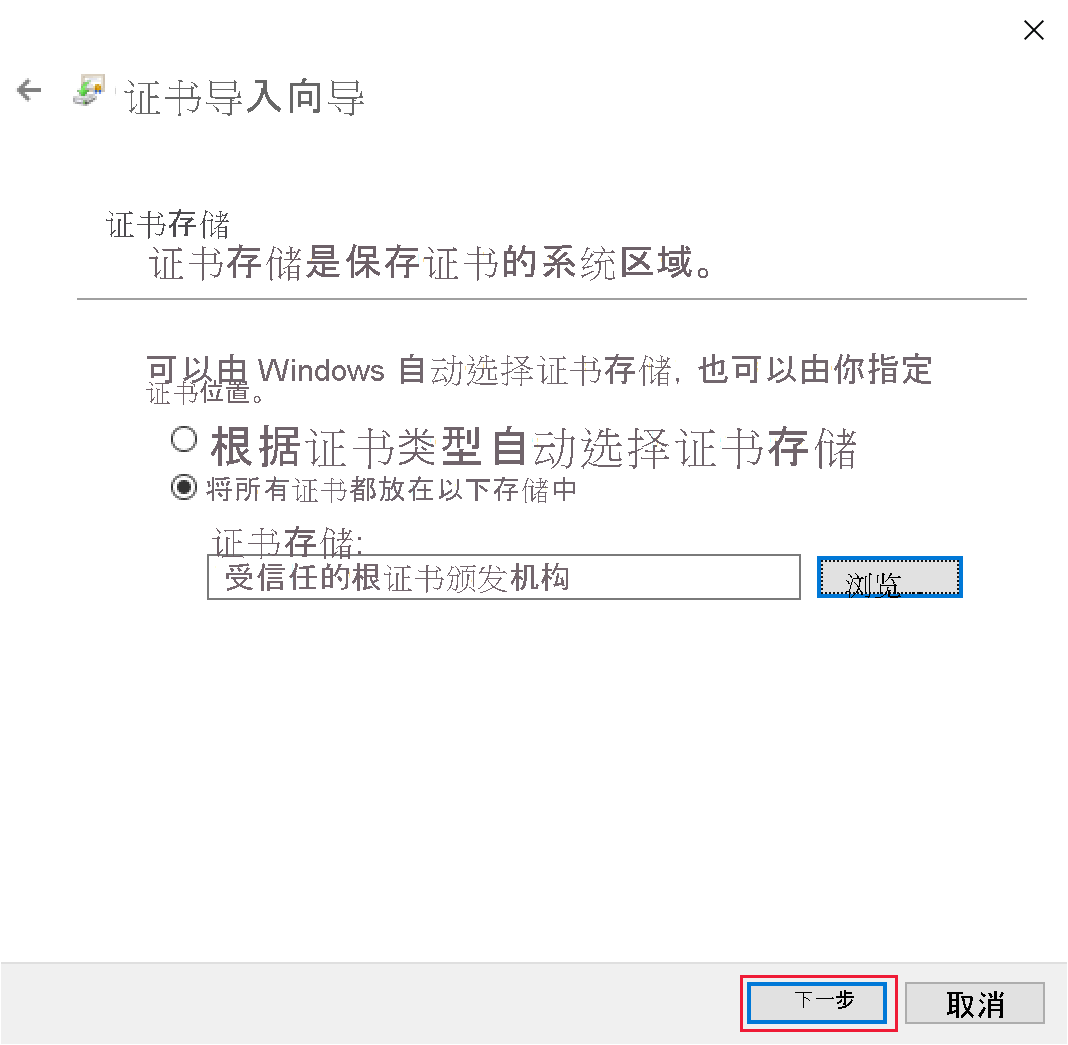 证书导入向导
证书存储
证书存储是保存证书的系统区域。
可以由 Windows 自动选择证书存储, 也可以由你指定
证书位置。
根据证书类型自动选择证书存储
将所有证书都放在以下存储中
证书存储:
受信任的根证书颁发机构
浏览...
下一步
取消